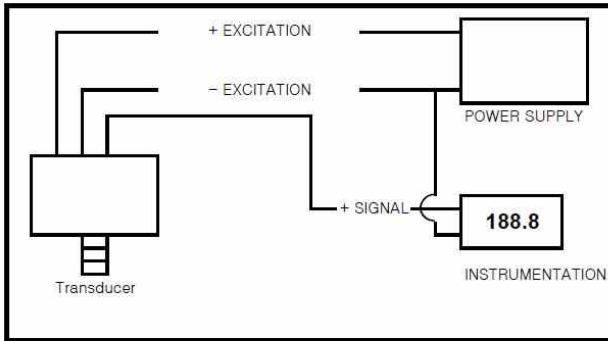 + EXCITATION
− EXCITATION
POWER SUPPLY
+ SIGNAL
188.8
INSTRUMENTATION
Transducer